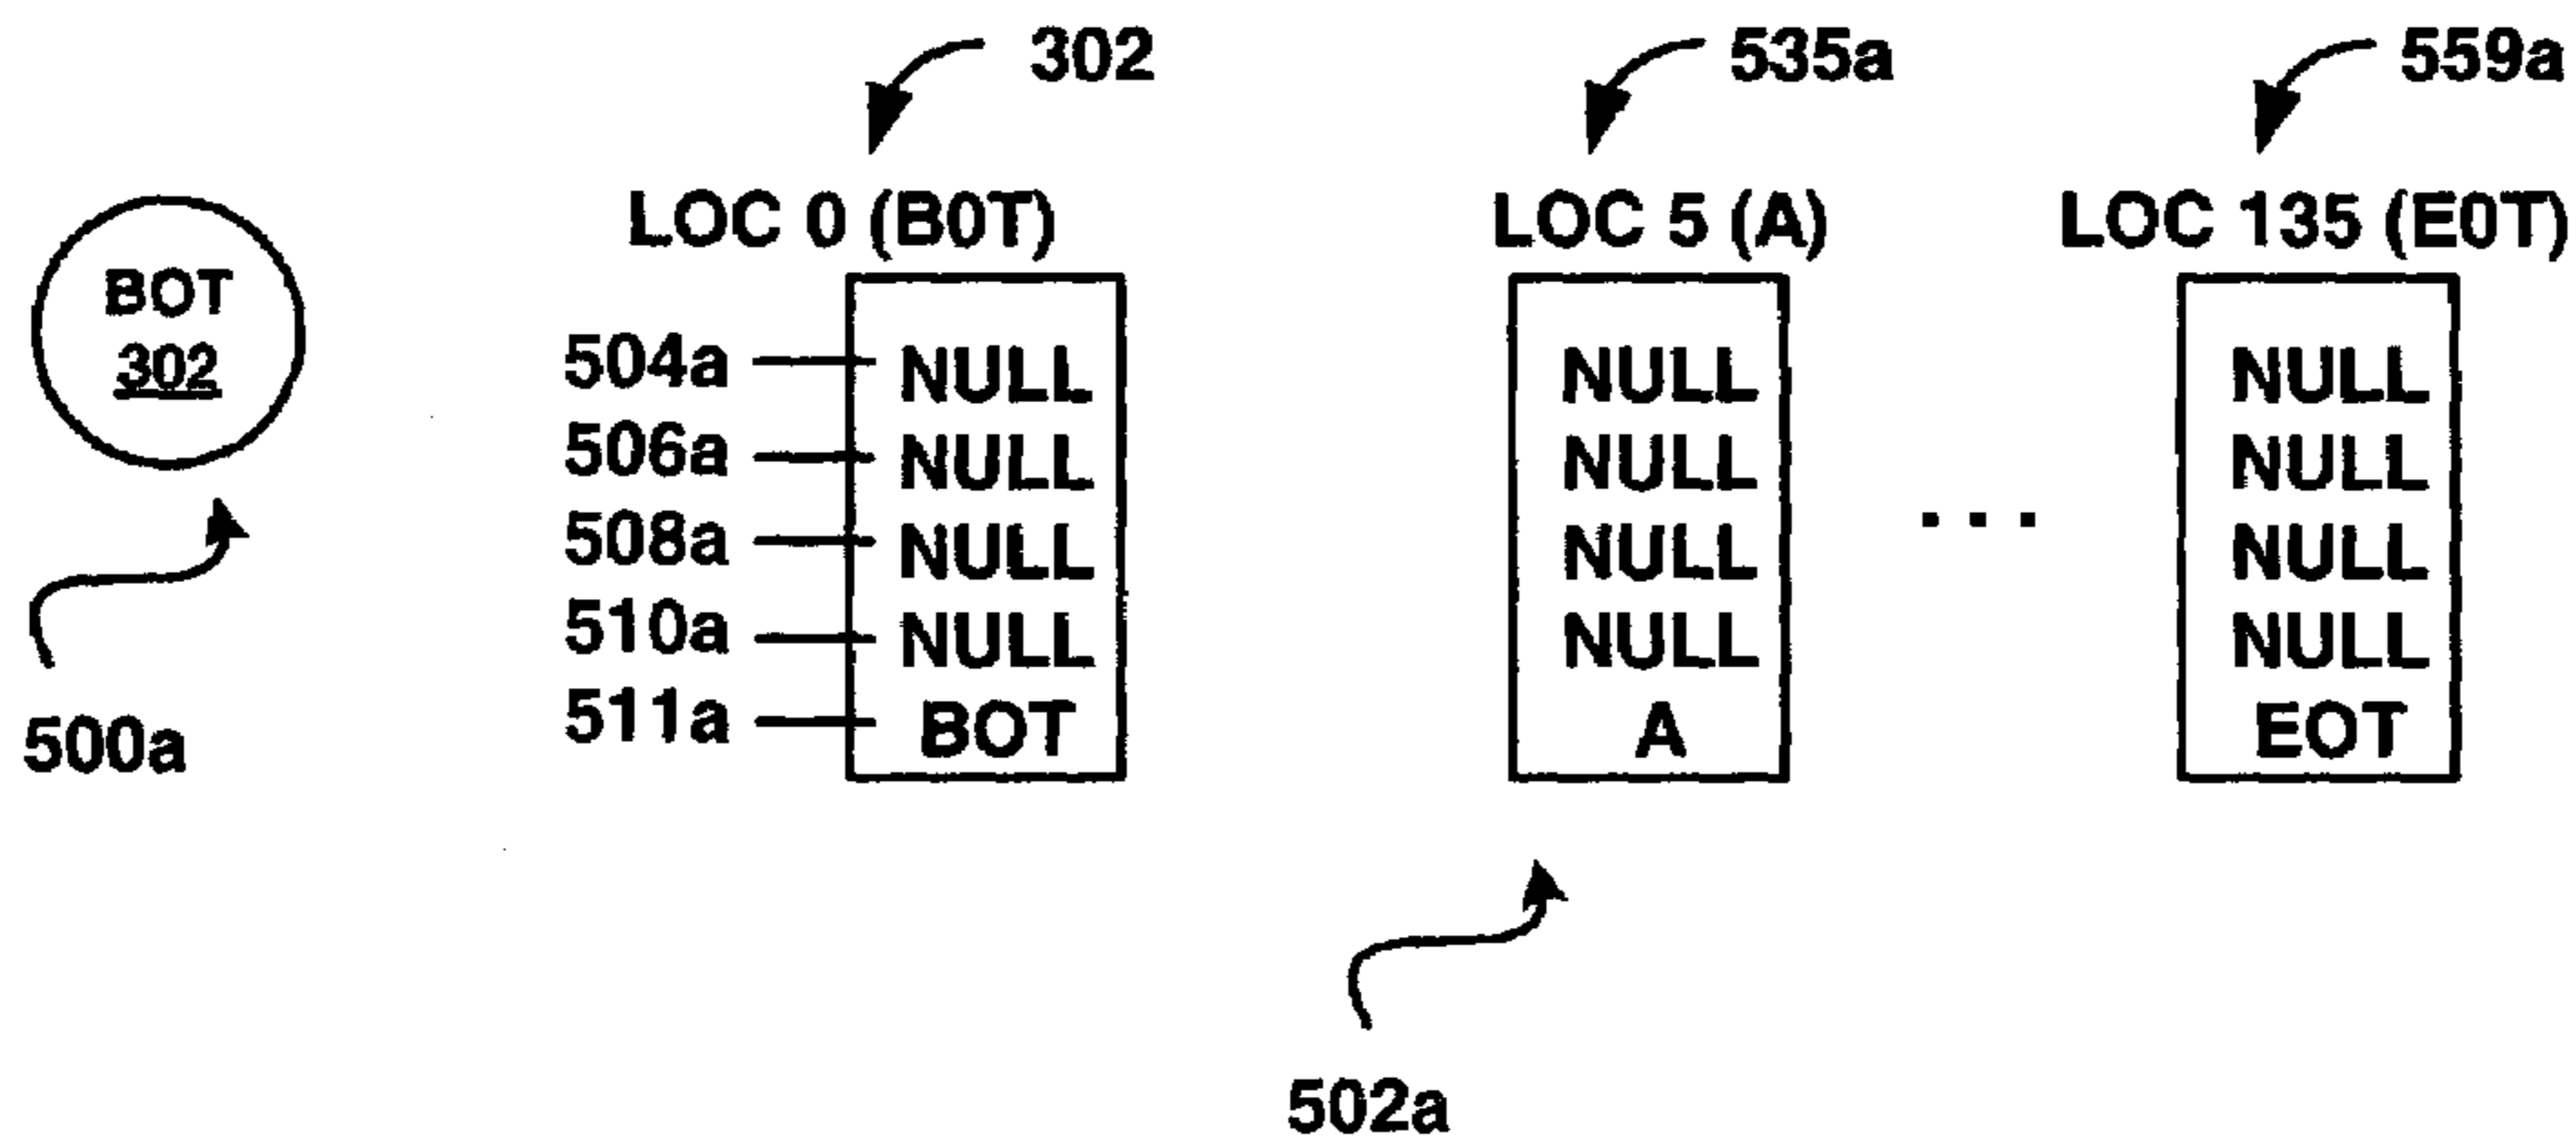 302 535a 559a
LOC 0 (B0T) LOC 5 (A) LOC 135 (E0T)
BOT
302
504a NULL NULL NULL
506a NULL NULL NULL
508a NULL NULL NULL
510a NULL NULL NULL
511a BOT A EOT
500a
...
502a